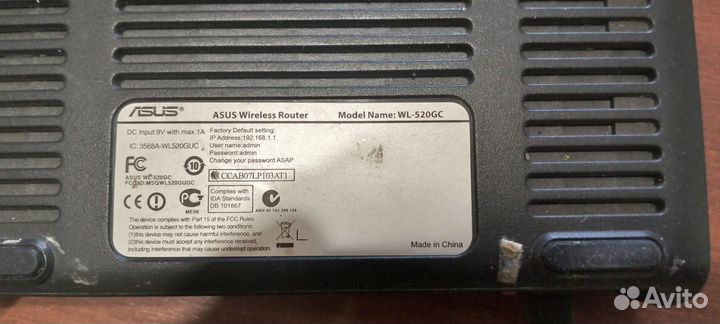 ASUS
ASUS Wireless Router Model Name: WL-520GC
DC Input:9V with max.1A
IC: 3568A-WL520GUC
Factory Default setting:
IP Address:192.168.1.1
User name:admin
Password:admin
Change your password ASAP
FC
10
ASUS WL-520GC
FCC ID:MSQWL520GUGC
CCAB07LP103AT1
CE
ME06
Complies with
IDA Standards
DB 101867
N
The device complies with Part 15 of the FCC Rules.
Operation is subject to the following two conditions:
(1)this device may not cause harmful interference, and
(2)this device must accept any interference received,
including interference that may cause undesired operation.
L
Made in China
Avito